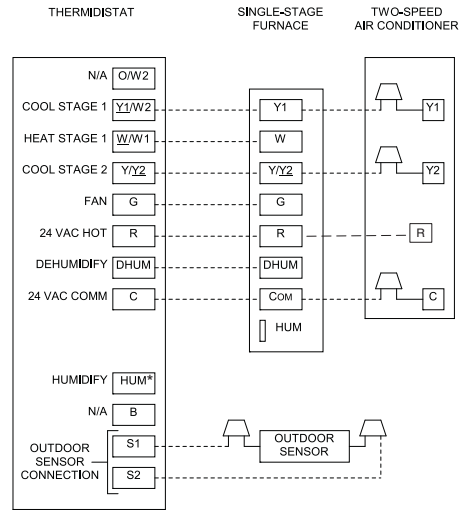 THERMIDISTAT
SINGLE-STAGE
FURNACE
TWO-SPEED
AIR CONDITIONER
N/A O/W2
COOL STAGE 1 Y1/W2 Y1 Y1
HEAT STAGE 1 W/W1 W
COOL STAGE 2 Y/Y2 Y/Y2 Y2
FAN G G
24 VAC HOT R R R
DEHUMIDIFY DHUM DHUM
24 VAC COMM C COM C
HUM
HUMIDIFY HUM*
N/A B
OUTDOOR
SENSOR
CONNECTION
S1
S2
OUTDOOR
SENSOR